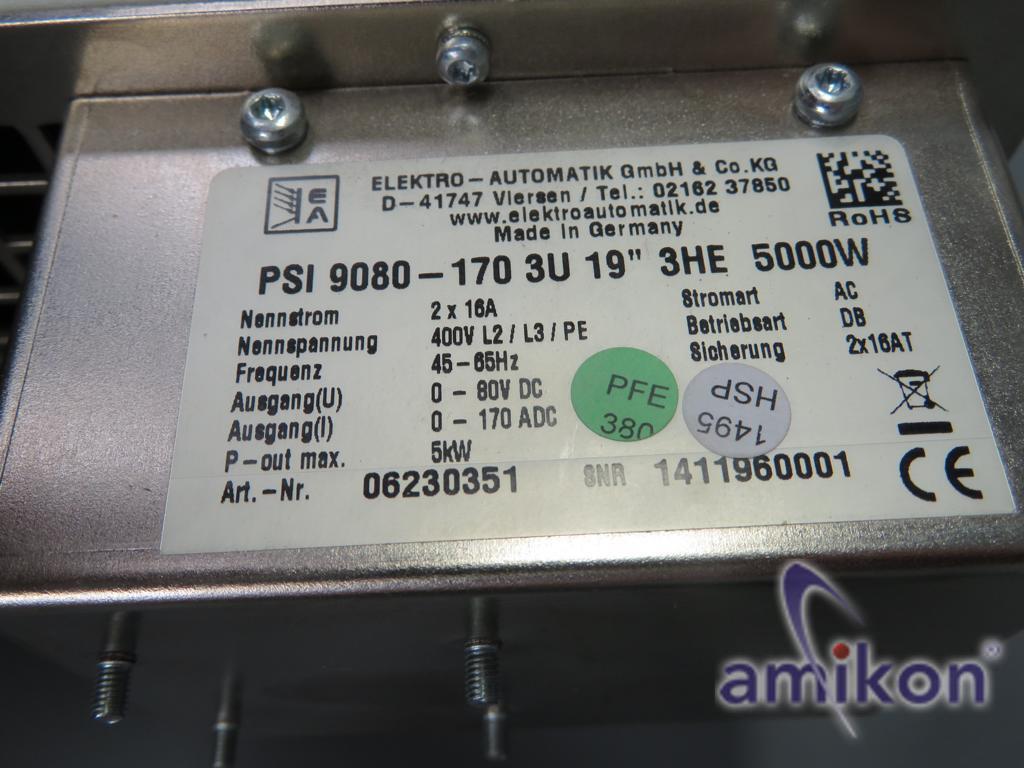 EA
ELEKTRO-AUTOMATIK GmbH & Co.KG
D-41747 Viersen / Tel.: 02162 37850
www.elektroautomatik.de
Made in Germany
RoHS
PSI 9080-170 3U 19" 3HE 5000W
Nennstrom 2 x 16A Stromart AC
Nennspannung 400V L2 / L3 / PE Betriebsart DB
Frequenz 45-65Hz Sicherung 2x16AT
Ausgang(U) 0 - 80V DC
Ausgang(I) 0 - 170 ADC
P-out max. 5kW
Art.-Nr. 06230351 SNR 1411960001
PFE
380
HSP
1495
CE
amikon®